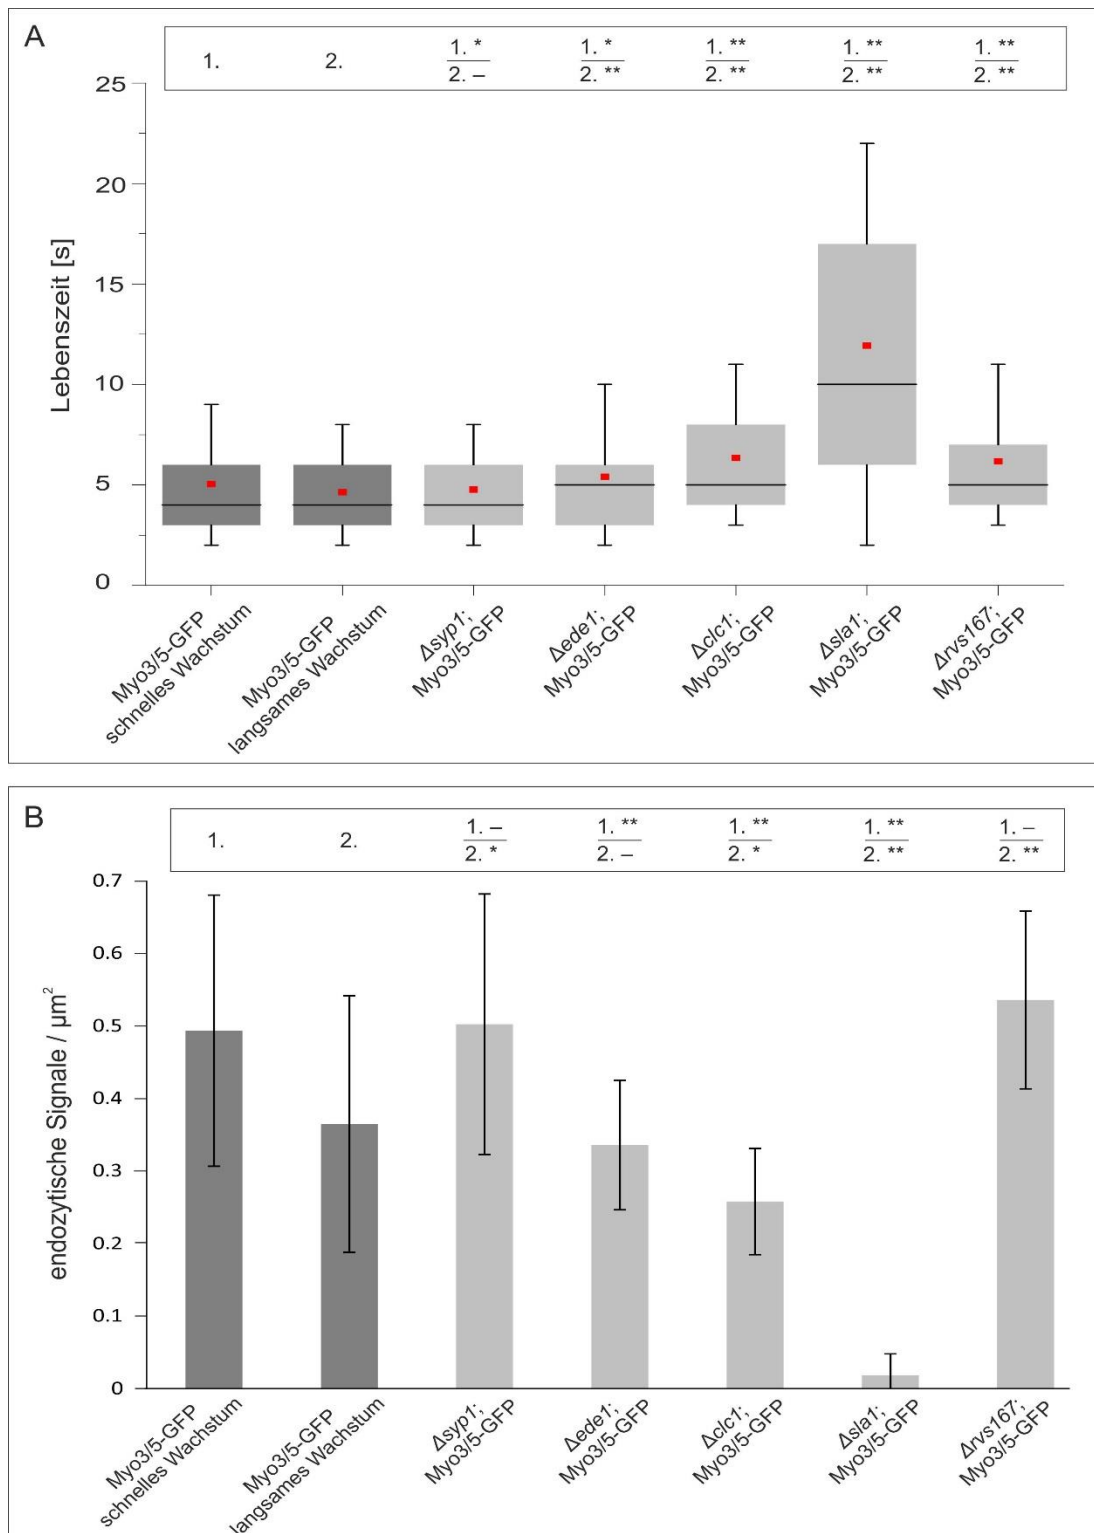 A
1. 2. 1. * 1. * 1. ** 1. ** 1. **
2. – 2. ** 2. ** 2. ** 2. **
25
20
15
10
5
0
Lebenszeit [s]
Myo3/5-GFP
schnelles Wachstum
Myo3/5-GFP
langsames Wachstum
Δsyp1;
Myo3/5-GFP
Δede1;
Myo3/5-GFP
Δclc1;
Myo3/5-GFP
Δsla1;
Myo3/5-GFP
Δrvs167;
Myo3/5-GFP
B
1. 2. 1. – 1. ** 1. ** 1. ** 1. –
2. * 2. – 2. * 2. ** 2. **
0.7
0.6
0.5
0.4
0.3
0.2
0.1
0
endozytische Signale / µm²
Myo3/5-GFP
schnelles Wachstum
Myo3/5-GFP
langsames Wachstum
Δsyp1;
Myo3/5-GFP
Δede1;
Myo3/5-GFP
Δclc1;
Myo3/5-GFP
Δsla1;
Myo3/5-GFP
Δrvs167;
Myo3/5-GFP